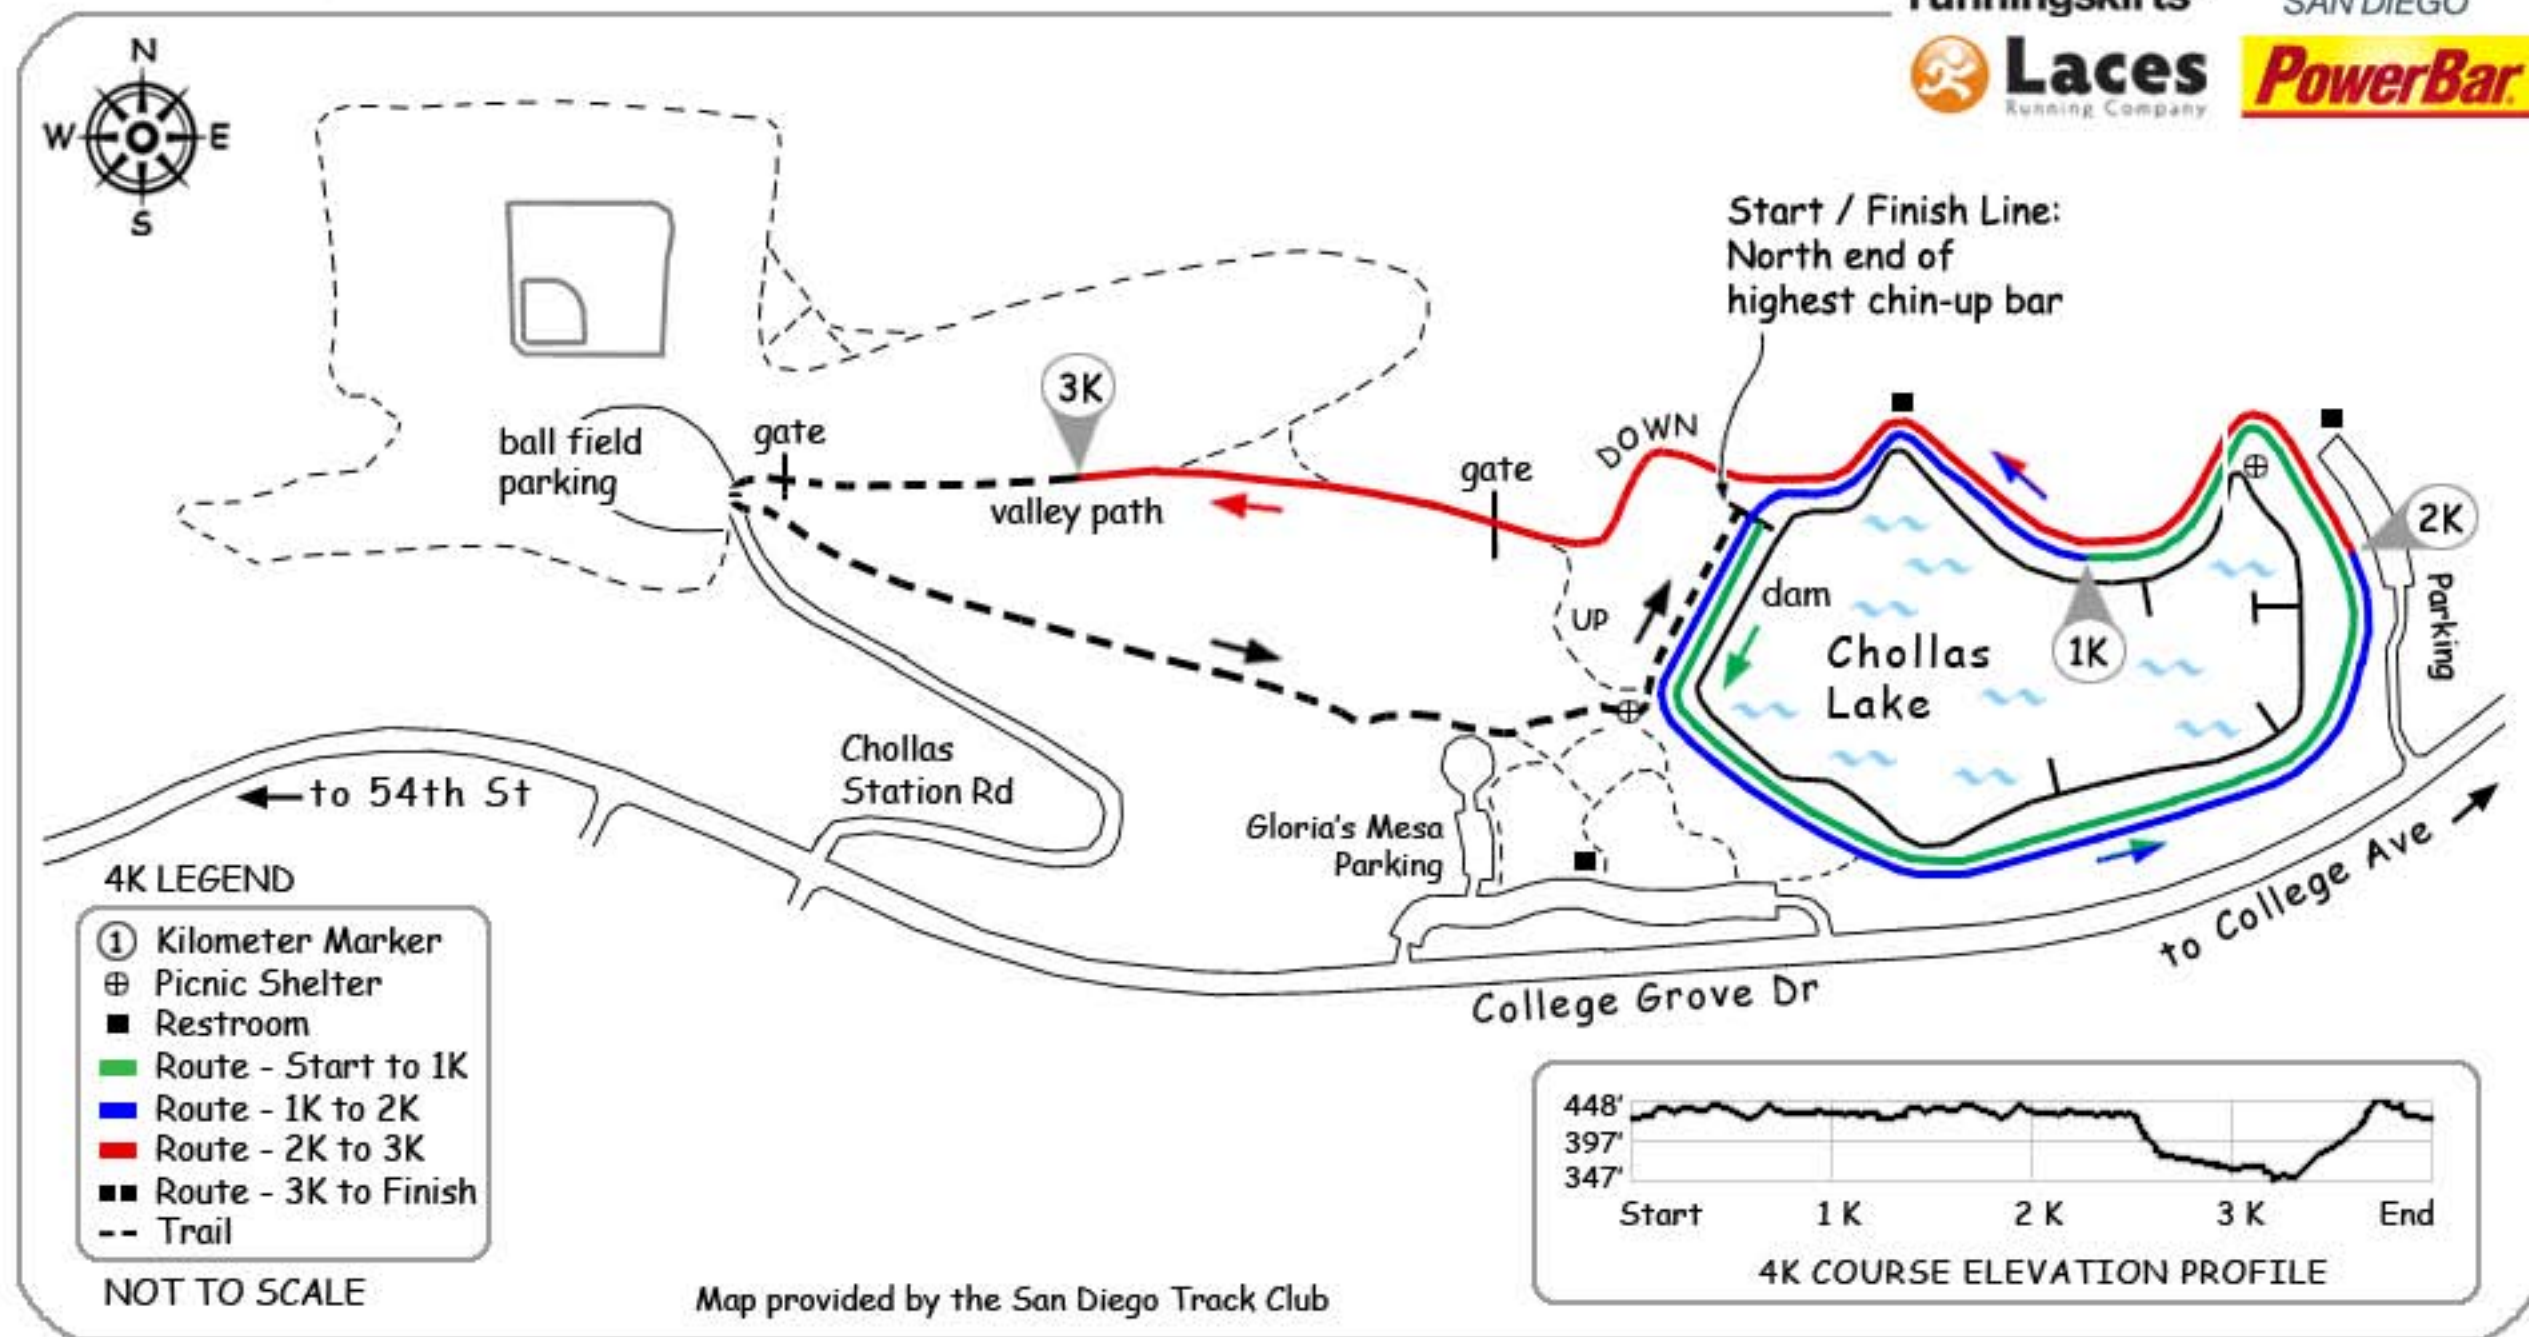 runningskirts
SAN DIEGO
Laces
Running Company
PowerBar
N
W
E
S
Start / Finish Line:
North end of
highest chin-up bar
3K
DOWN
ball field
parking
gate
gate
valley path
2K
Parking
UP
dam
Chollas
Lake
1K
Chollas
Station Rd
to 54th St
Gloria's Mesa
Parking
to College Ave
College Grove Dr
4K LEGEND
1 Kilometer Marker
Picnic Shelter
Restroom
Route - Start to 1K
Route - 1K to 2K
Route - 2K to 3K
Route - 3K to Finish
Trail
NOT TO SCALE
Map provided by the San Diego Track Club
448'
397'
347'
Start 1 K 2 K 3 K End
4K COURSE ELEVATION PROFILE